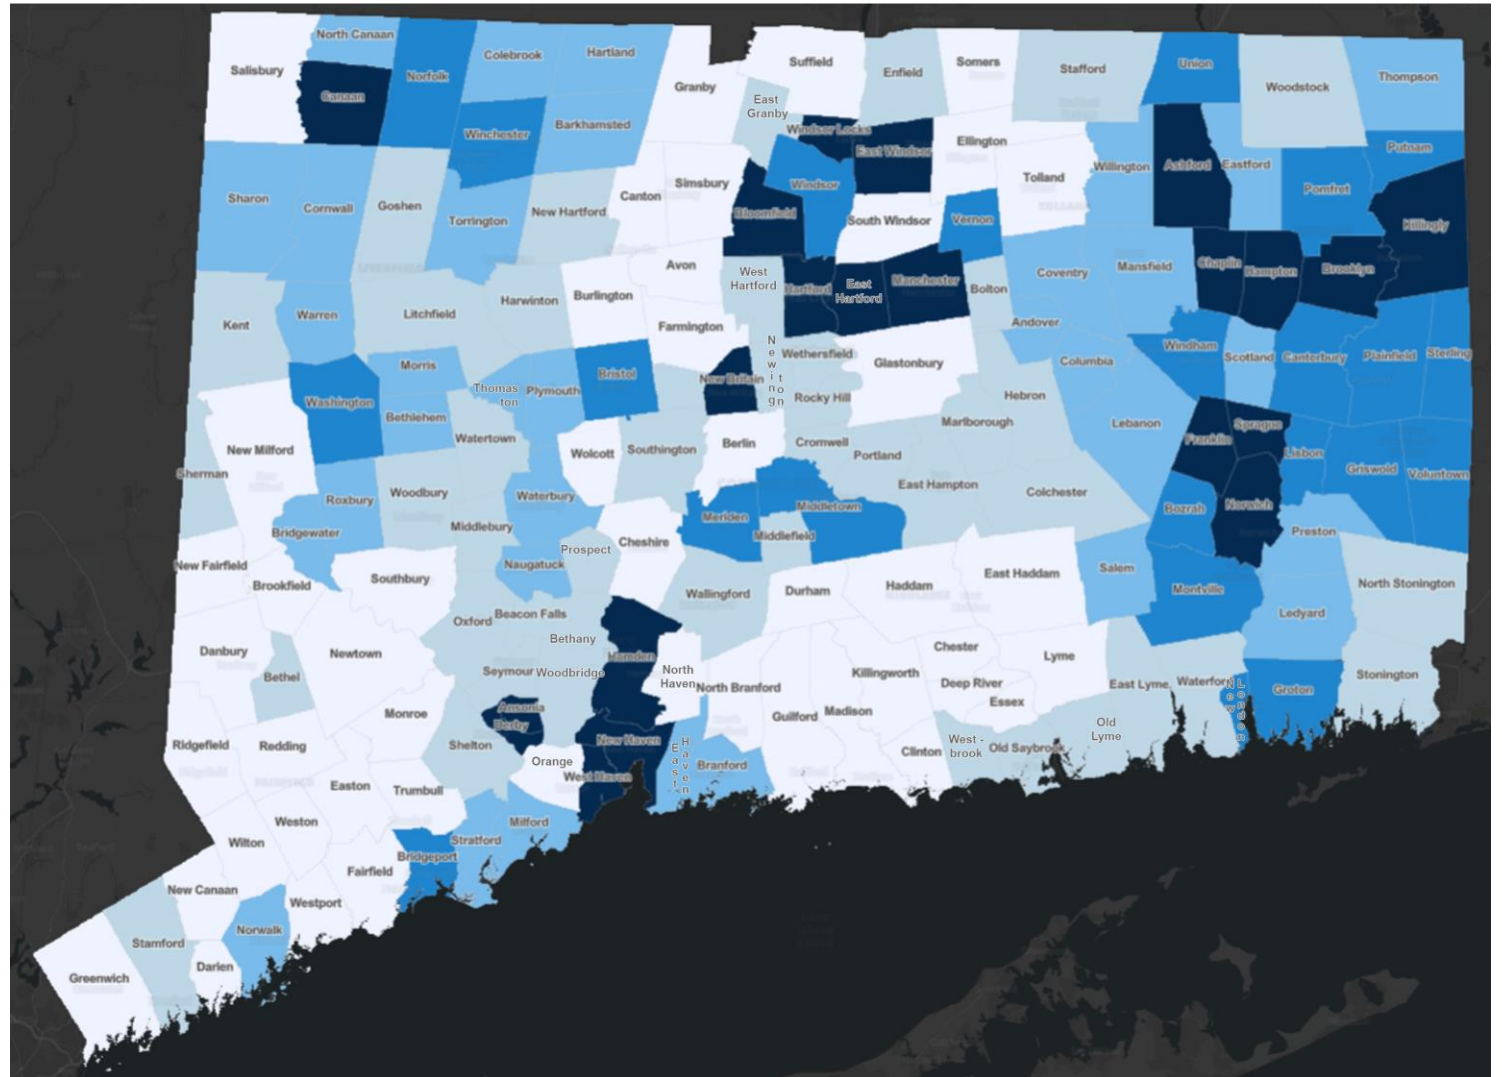 North Canaan
Colebrook
Hartland
Salisbury
Norfolk
Canaan
Granby
Suffield
Enfield
Somers
Stafford
Union
Woodstock
Thompson
East
Granby
Winchester
Barkhamsted
Windsor Locks
East Windsor
Ellington
Willington
Ashford
Eastford
Putnam
Pomfret
Sharon
Cornwall
Goshen
Torrington
New Hartford
Canton
Simsbury
Bloomfield
Windsor
South Windsor
Vernon
Tolland
Killingly
Avon
West
Hartford
Hartford
East
Hartford
Manchester
Bolton
Coventry
Mansfield
Chaplin
Hampton
Brooklyn
Kent
Warren
Litchfield
Harwinton
Burlington
Farmington
Newing
ton
Wethersfield
Glastonbury
Andover
Columbia
Windham
Scotland
Canterbury
Plainfield
Sterling
Morris
Washington
Bethlehem
Thomas
ton
Plymouth
Bristol
New Britain
Rocky Hill
Hebron
Marlborough
Lebanon
Franklin
Sprague
Lisbon
Griswold
Voluntown
New Milford
Watertown
Wolcott
Southington
Berlin
Cromwell
Portland
East Hampton
Colchester
Sherman
Roxbury
Woodbury
Waterbury
Bridgewater
Middlebury
Meriden
Middletown
Middlefield
Bozrah
Norwich
Preston
New Fairfield
Brookfield
Southbury
Naugatuck
Prospect
Cheshire
Wallingford
Durham
Haddam
East Haddam
Salem
Montville
Ledyard
North Stonington
Danbury
Bethel
Newtown
Oxford
Beacon Falls
Bethany
Seymour
Woodbridge
Hamden
North
Haven
North Branford
Killingworth
Chester
Deep River
Essex
Lyme
East Lyme
Waterford
New
London
Groton
Stonington
Monroe
Ansonia
Derby
Ridgefield
Redding
Shelton
Orange
New Haven
West Haven
East
Haven
Branford
Guilford
Madison
Clinton
West -
brook
Old Saybrook
Old
Lyme
Easton
Trumbull
Weston
Wilton
Milford
Stratford
Bridgeport
Fairfield
New Canaan
Westport
Stamford
Norwalk
Darien
Greenwich